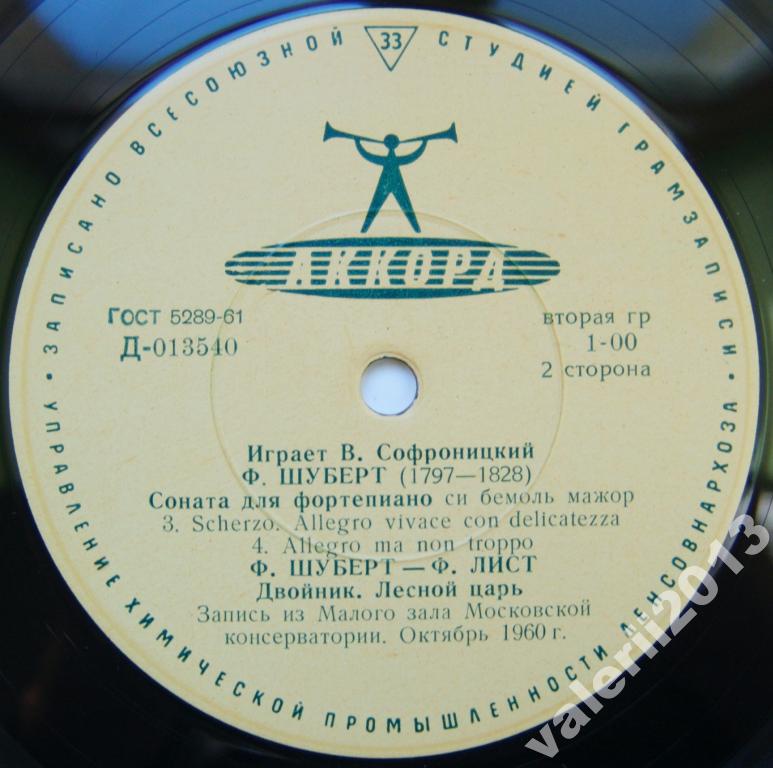 ЗАПИСАНО ВСЕСОЮЗНОЙ 33 СТУДИЕЙ ГРАМЗАПИСИ
АККОРД
ГОСТ 5289-61
Д-013540
вторая гр
1-00
2 сторона
Играет В. Софроницкий
Ф. ШУБЕРТ (1797—1828)
Соната для фортепиано си бемоль мажор
3. Scherzo. Allegro vivace con delicatezza
4. Allegro ma non troppo
Ф. ШУБЕРТ — Ф. ЛИСТ
Двойник. Лесной царь
Запись из Малого зала Московской
консерватории. Октябрь 1960 г.
УПРАВЛЕНИЕ ХИМИЧЕСКОЙ ПРОМЫШЛЕННОСТИ ЛЕНСОВНАРХОЗА
valerii2013